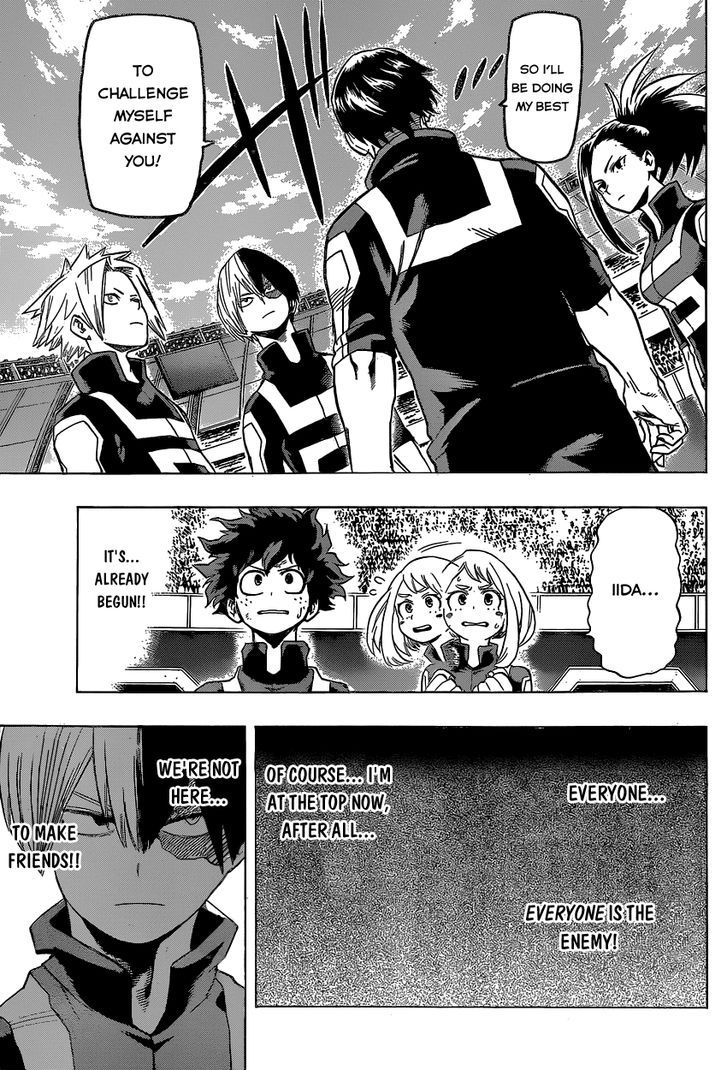 SO I'LL
BE DOING
MY BEST
TO
CHALLENGE
MYSELF
AGAINST
YOU!
IIDA...
IT'S...
ALREADY
BEGUN!!
EVERYONE...
EVERYONE IS THE
ENEMY!
OF COURSE... I'M
AT THE TOP NOW,
AFTER ALL...
WE'RE NOT
HERE...
TO MAKE
FRIENDS!!